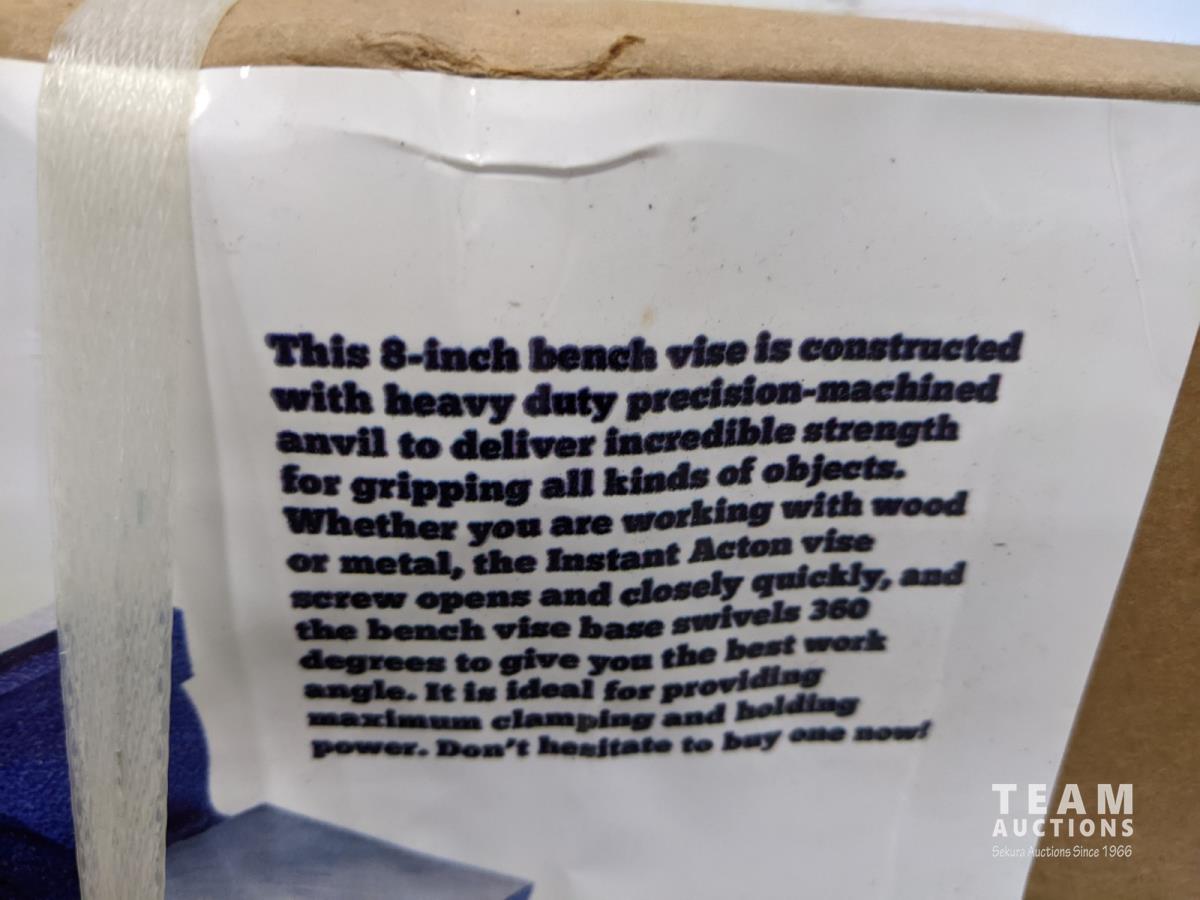 This 8-inch bench vise is constructed
with heavy duty precision-machined
anvil to deliver incredible strength
for gripping all kinds of objects.
Whether you are working with wood
or metal, the Instant Acton vise
screw opens and closely quickly, and
the bench vise base swivels 360
degrees to give you the best work
angle. It is ideal for providing
maximum clamping and holding
power. Don't hesitate to buy one now!
TEAM
AUCTIONS
Sekura Auctions Since 1966